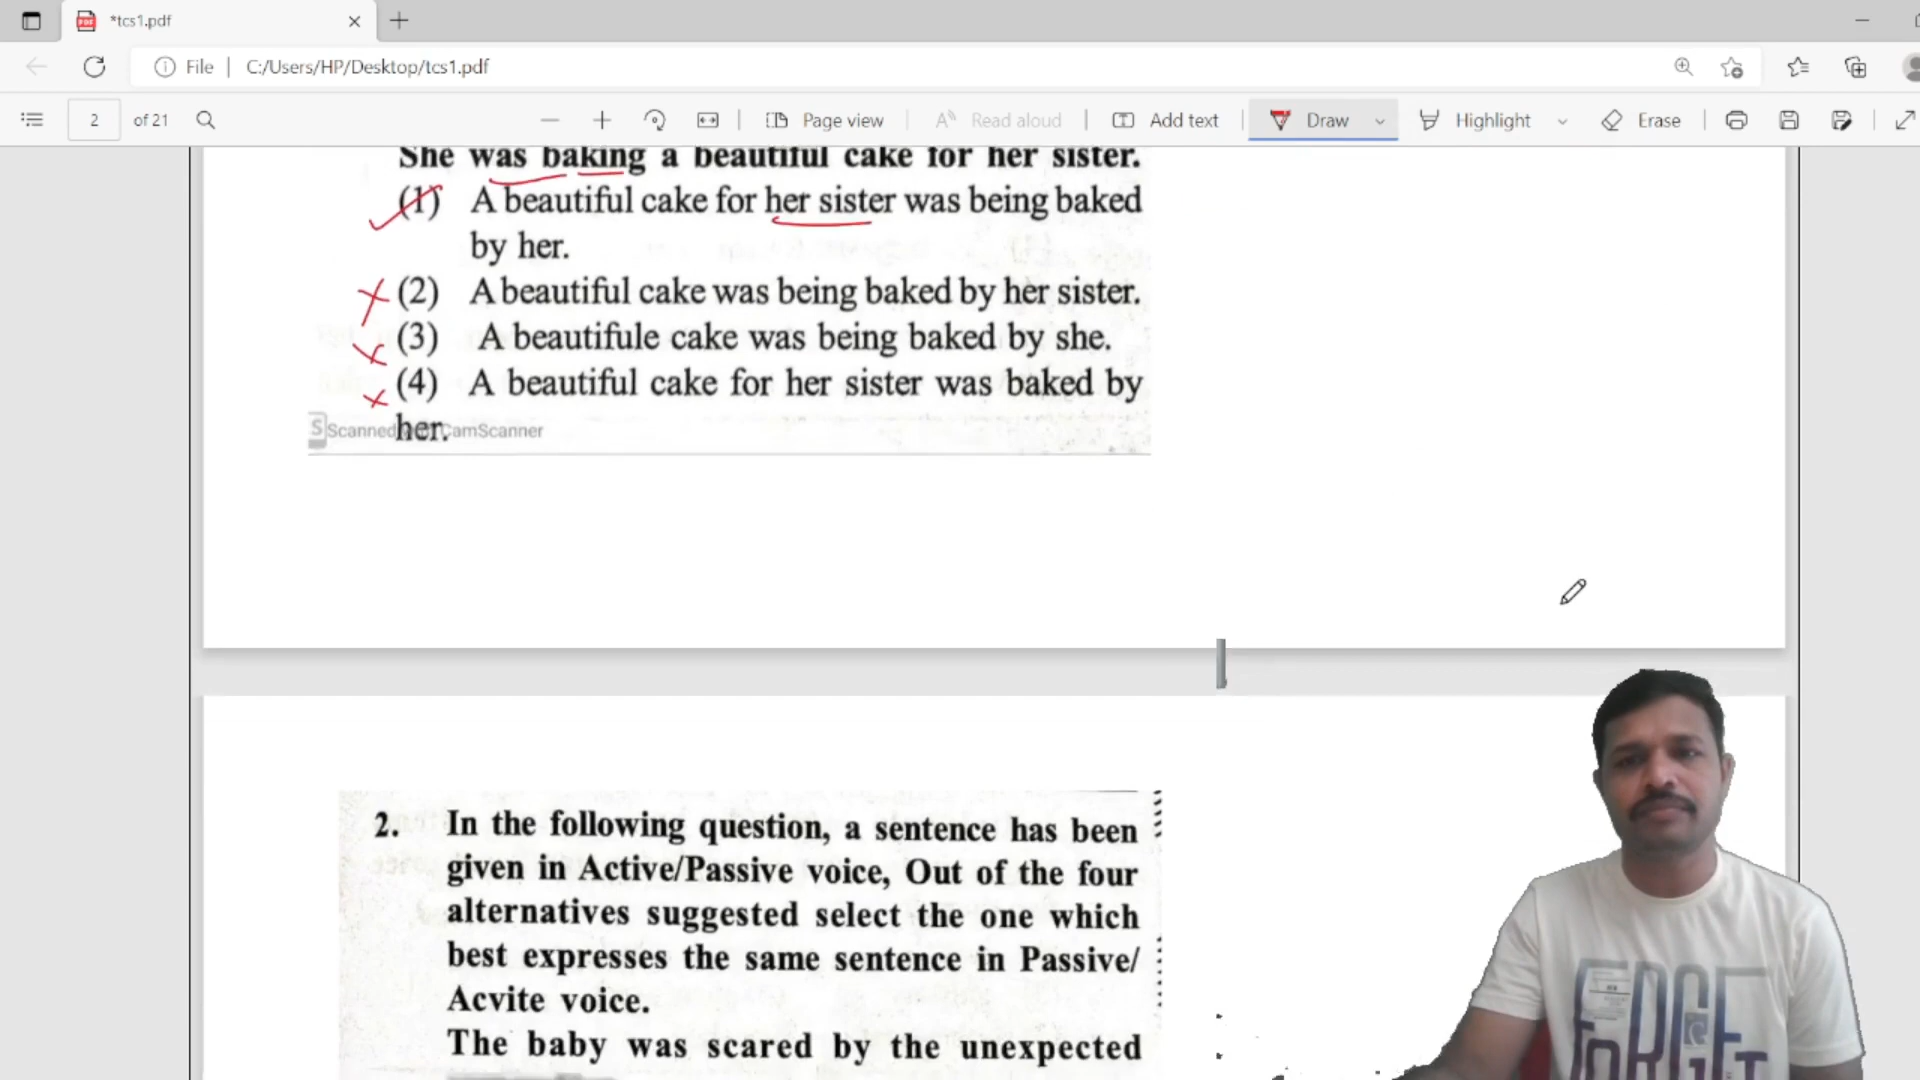 *tcs1.pdf
File | C:/Users/HP/Desktop/tcs1.pdf
2 of 21 Page view Read aloud Add text Draw Highlight Erase
She was baking a beautiful cake for her sister.
(1) A beautiful cake for her sister was being baked
by her.
(2) A beautiful cake was being baked by her sister.
(3) A beautifule cake was being baked by she.
(4) A beautiful cake for her sister was baked by
her.
Scanned CamScanner
2. In the following question, a sentence has been
given in Active/Passive voice, Out of the four
alternatives suggested select the one which
best expresses the same sentence in Passive/
Acvite voice.
The baby was scared by the unexpected